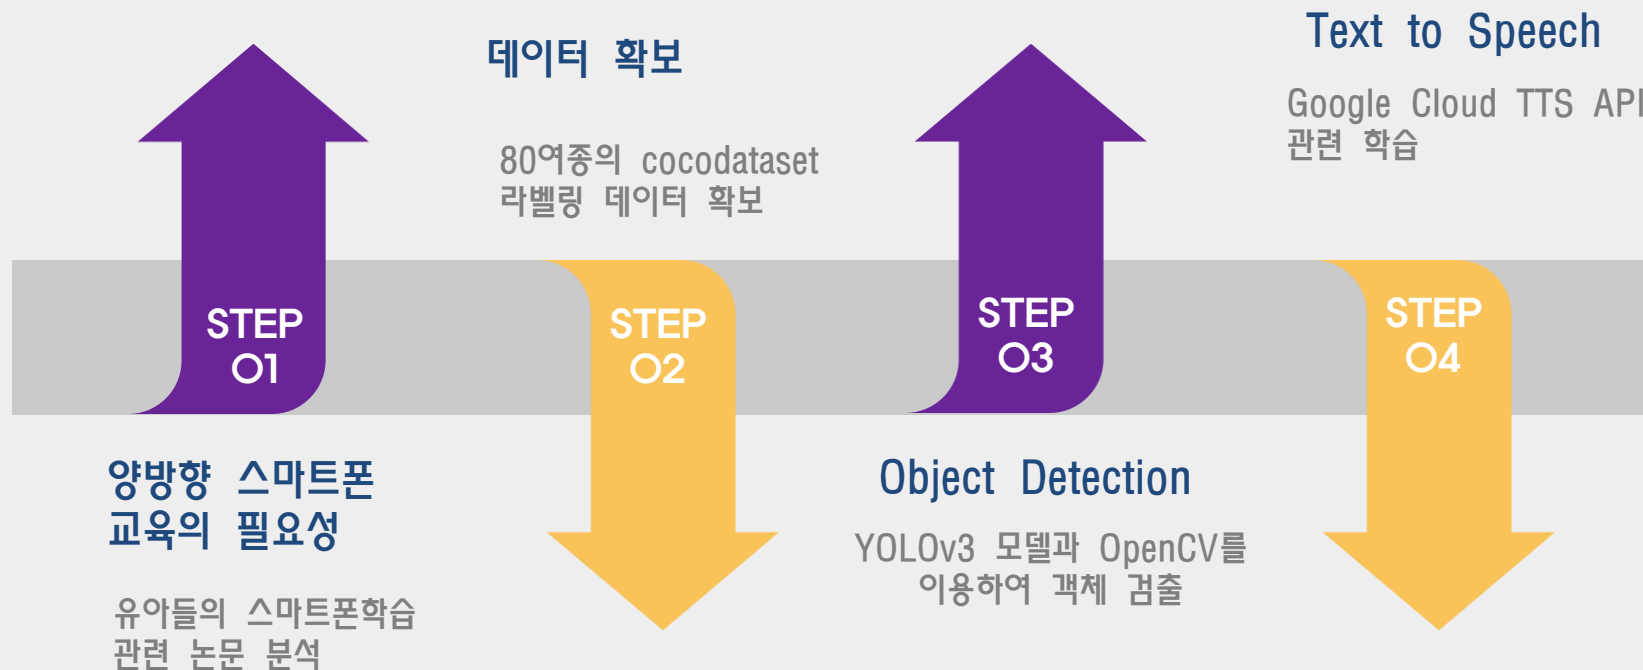 STEP
01
양방향 스마트폰
교육의 필요성
유아들의 스마트폰학습
관련 논문 분석
데이터 확보
80여종의 cocodataset
라벨링 데이터 확보
STEP
02
STEP
03
Object Detection
YOLOv3 모델과 OpenCV를
이용하여 객체 검출
Text to Speech
Google Cloud TTS API
관련 학습
STEP
04